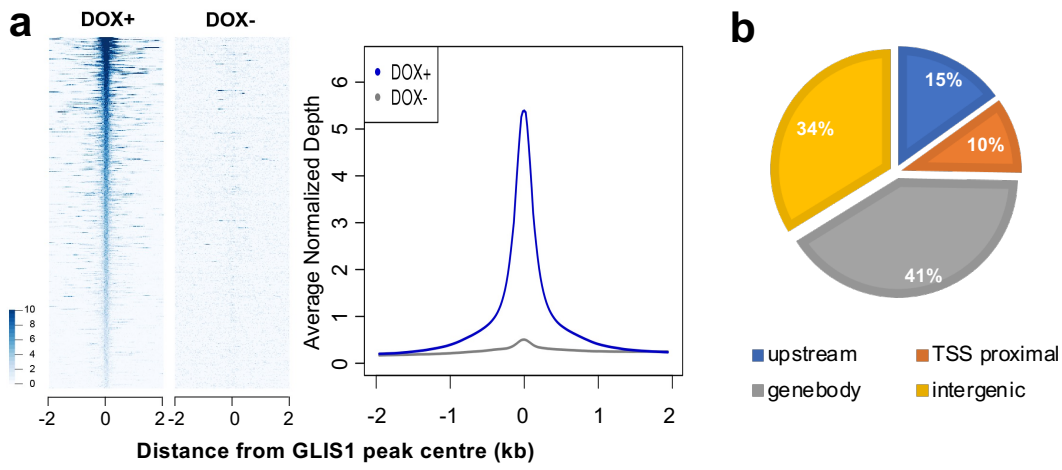 a
DOX+ DOX-
10
8
6
4
2
0
-2 0 2 -2 0 2
Average Normalized Depth
6
5
4
3
2
1
0
DOX+
DOX-
-2 -1 0 1 2
Distance from GLIS1 peak centre (kb)
b
15%
10%
34%
41%
upstream TSS proximal
genebody intergenic